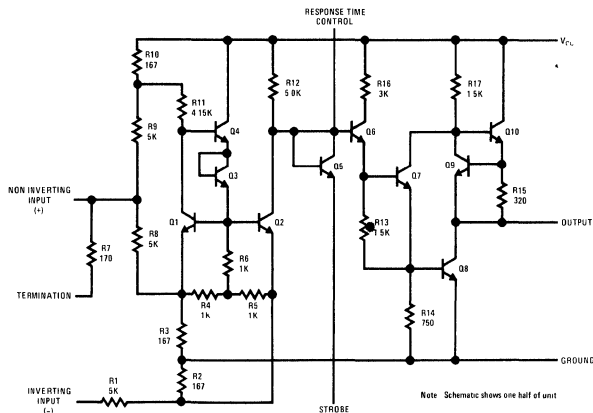 RESPONSE TIME
CONTROL
VCC
R10
167
R11
4 15K
R12
5 0K
R16
3K
R17
1 5K
Q4
Q6
Q10
R9
5K
Q3
Q5
Q7
Q9
R15
320
NON INVERTING
INPUT
(+)
Q1
Q2
R7
170
R8
5K
R6
1K
R13
1 5K
OUTPUT
Q8
TERMINATION
R4
1k
R5
1K
R14
750
R3
167
GROUND
R2
167
INVERTING
INPUT
(–)
R1
5K
STROBE
Note Schematic shows one half of unit